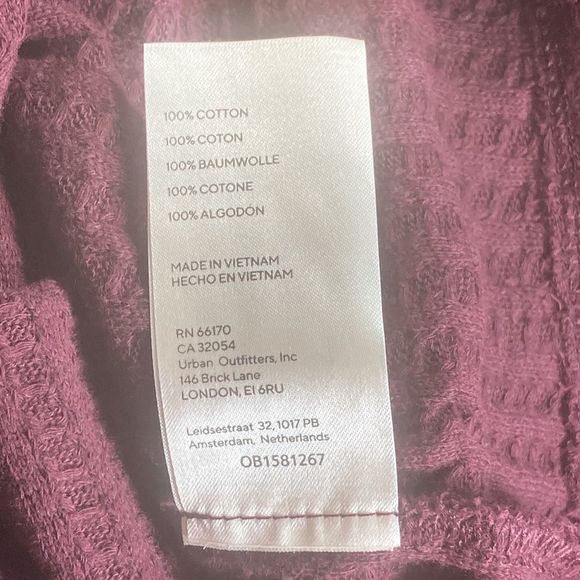 100% COTTON
100% COTON
100% BAUMWOLLE
100% COTONE
100% ALGODÓN
MADE IN VIETNAM
HECHO EN VIETNAM
RN 66170
CA 32054
Urban Outfitters, Inc
146 Brick Lane
LONDON, E1 6RU
Leidsestraat 32, 1017 PB
Amsterdam, Netherlands
OB1581267